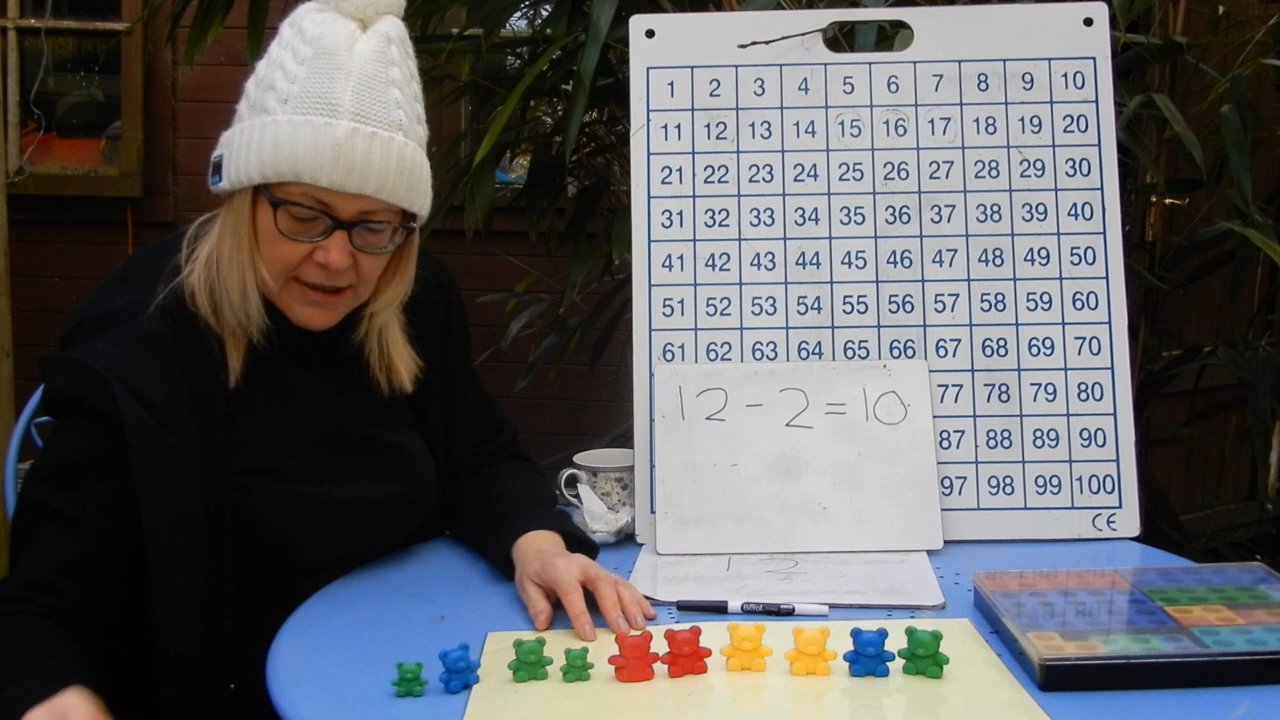 1 2 3 4 5 6 7 8 9 10
11 12 13 14 15 16 17 18 19 20
21 22 23 24 25 26 27 28 29 30
31 32 33 34 35 36 37 38 39 40
41 42 43 44 45 46 47 48 49 50
51 52 53 54 55 56 57 58 59 60
61 62 63 64 65 66 67 68 69 70
77 78 79 80
87 88 89 90
97 98 99 100
CE
12 - 2 = 10
12
Berol